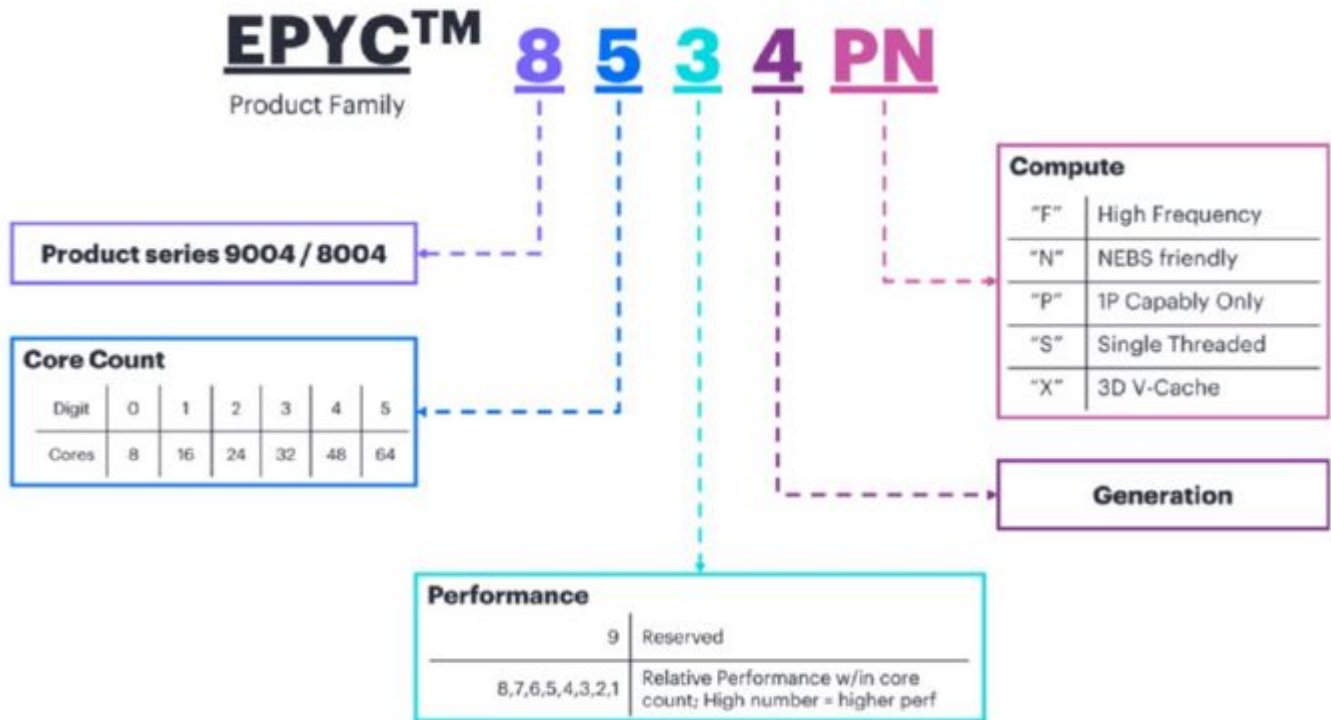 EPYC™ 8 5 3 4 PN
Product Family
Product series 9004 / 8004
Core Count
Digit 0 1 2 3 4 5
Cores 8 16 24 32 48 64
Compute
"F" High Frequency
"N" NEBS friendly
"P" 1P Capably Only
"S" Single Threaded
"X" 3D V-Cache
Generation
Performance
9 Reserved
8,7,6,5,4,3,2,1 Relative Performance w/in core
count; High number = higher perf